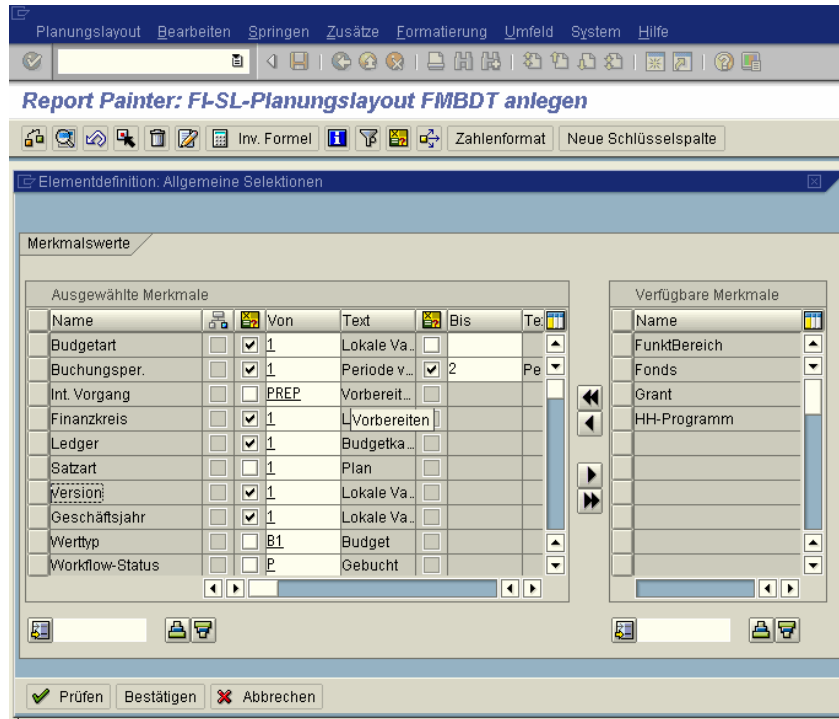 Planungslayout Bearbeiten Springen Zusätze Formatierung Umfeld System Hilfe
Report Painter: FI-SL-Planungslayout FMBDT anlegen
Inv. Formel Zahlenformat Neue Schlüsselspalte
Elementdefinition: Allgemeine Selektionen
Merkmalswerte
Ausgewählte Merkmale Verfügbare Merkmale
Name Von Text Bis Te Name
Budgetart 1 Lokale Va.. FunktBereich
Buchungsper. 1 Periode v... 2 Pe Fonds
Int. Vorgang PREP Vorbereit... Grant
Finanzkreis 1 L Vorbereiten HH-Programm
Ledger 1 Budgetka...
Satzart 1 Plan
Version 1 Lokale Va..
Geschäftsjahr 1 Lokale Va..
Werttyp B1 Budget
Workflow-Status P Gebucht
Prüfen Bestätigen Abbrechen